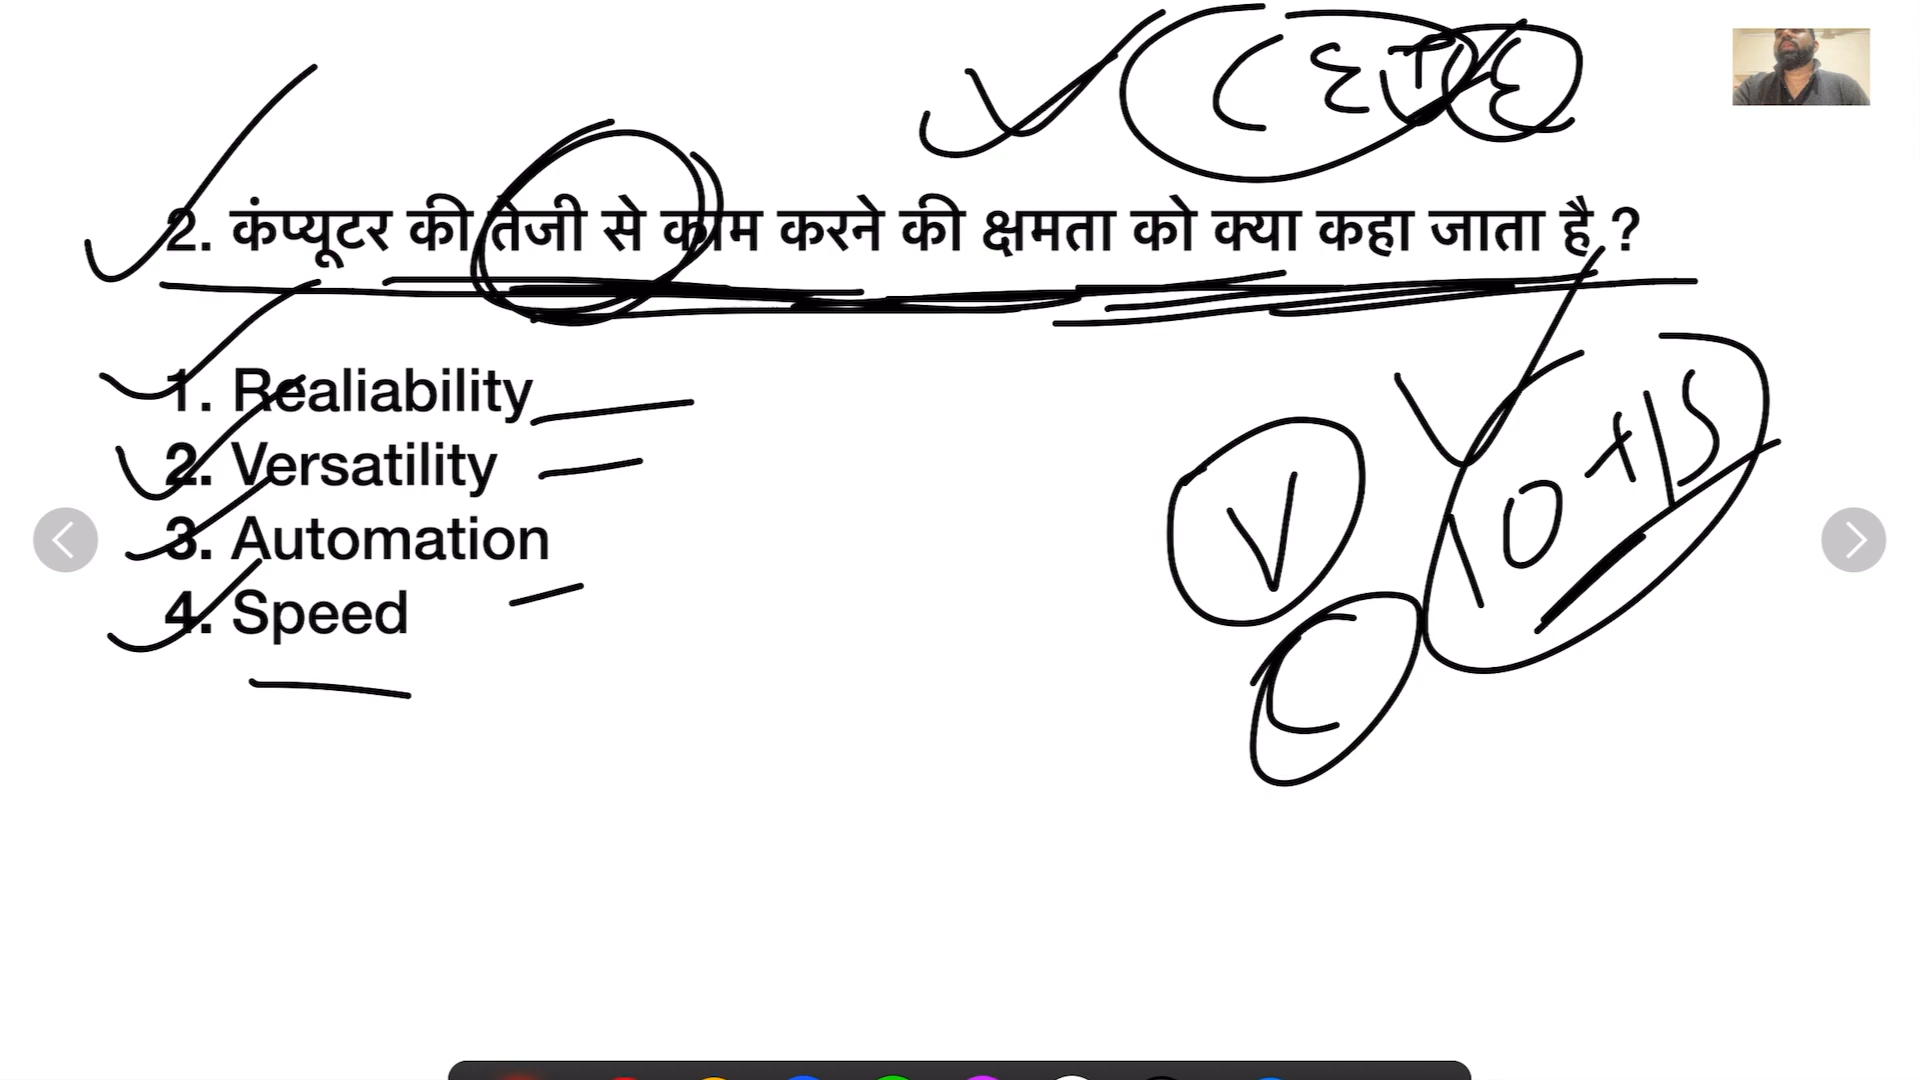 2. कंप्यूटर की तेजी से काम करने की क्षमता को क्या कहा जाता है ?
1. Realiability
2. Versatility
3. Automation
4. Speed
V
C